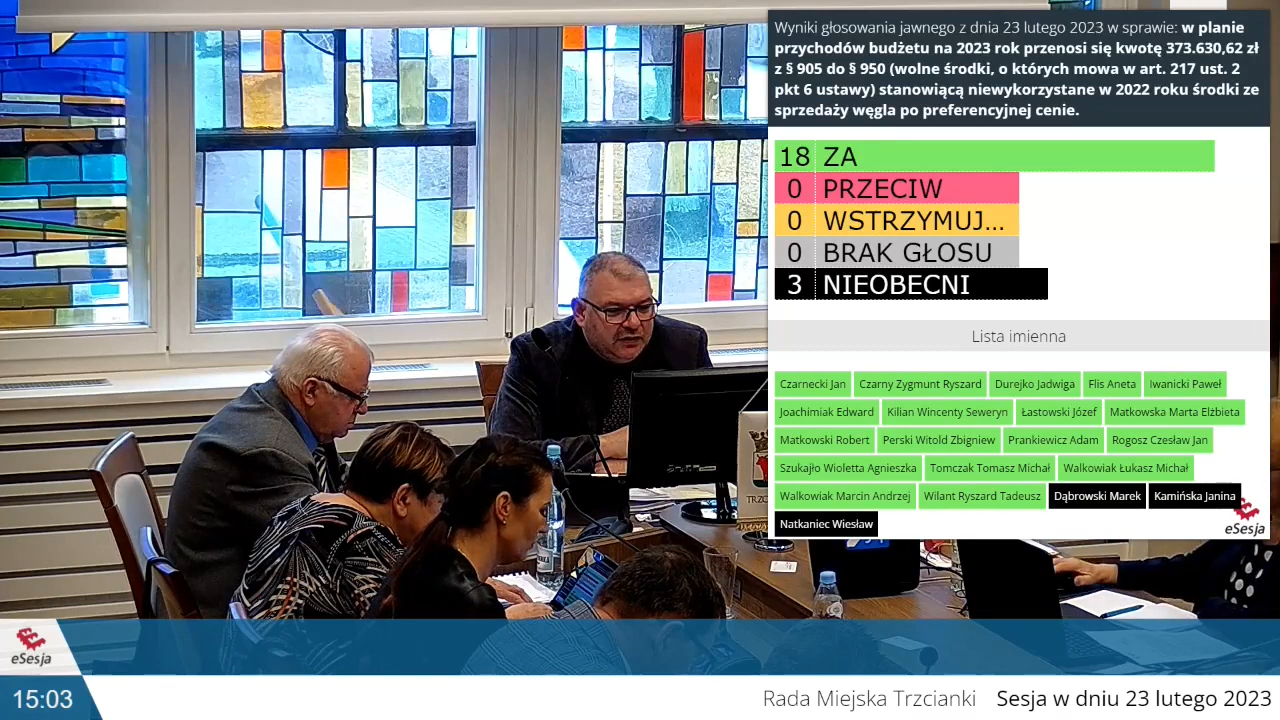 Wyniki głosowania jawnego z dnia 23 lutego 2023 w sprawie: w planie
przychodów budżetu na 2023 rok przenosi się kwotę 373.630,62 zł
z § 905 do § 950 (wolne środki, o których mowa w art. 217 ust. 2
pkt 6 ustawy) stanowiącą niewykorzystane w 2022 roku środki ze
sprzedaży węgla po preferencyjnej cenie.
18 ZA
0 PRZECIW
0 WSTRZYMUJ...
0 BRAK GŁOSU
3 NIEOBECNI
Lista imienna
Czarnecki Jan Czarny Zygmunt Ryszard Durejko Jadwiga Flis Aneta Iwanicki Paweł
Joachimiak Edward Kilian Wincenty Seweryn Łastowski Józef Matkowska Marta Elżbieta
Matkowski Robert Perski Witold Zbigniew Prankiewicz Adam Rogosz Czesław Jan
Szukajło Wioletta Agnieszka Tomczak Tomasz Michał Walkowiak Łukasz Michał
Walkowiak Marcin Andrzej Wilant Ryszard Tadeusz Dąbrowski Marek Kamińska Janina
Natkaniec Wiesław
eSesja
eSesja
15:03
Rada Miejska Trzcianki Sesja w dniu 23 lutego 2023